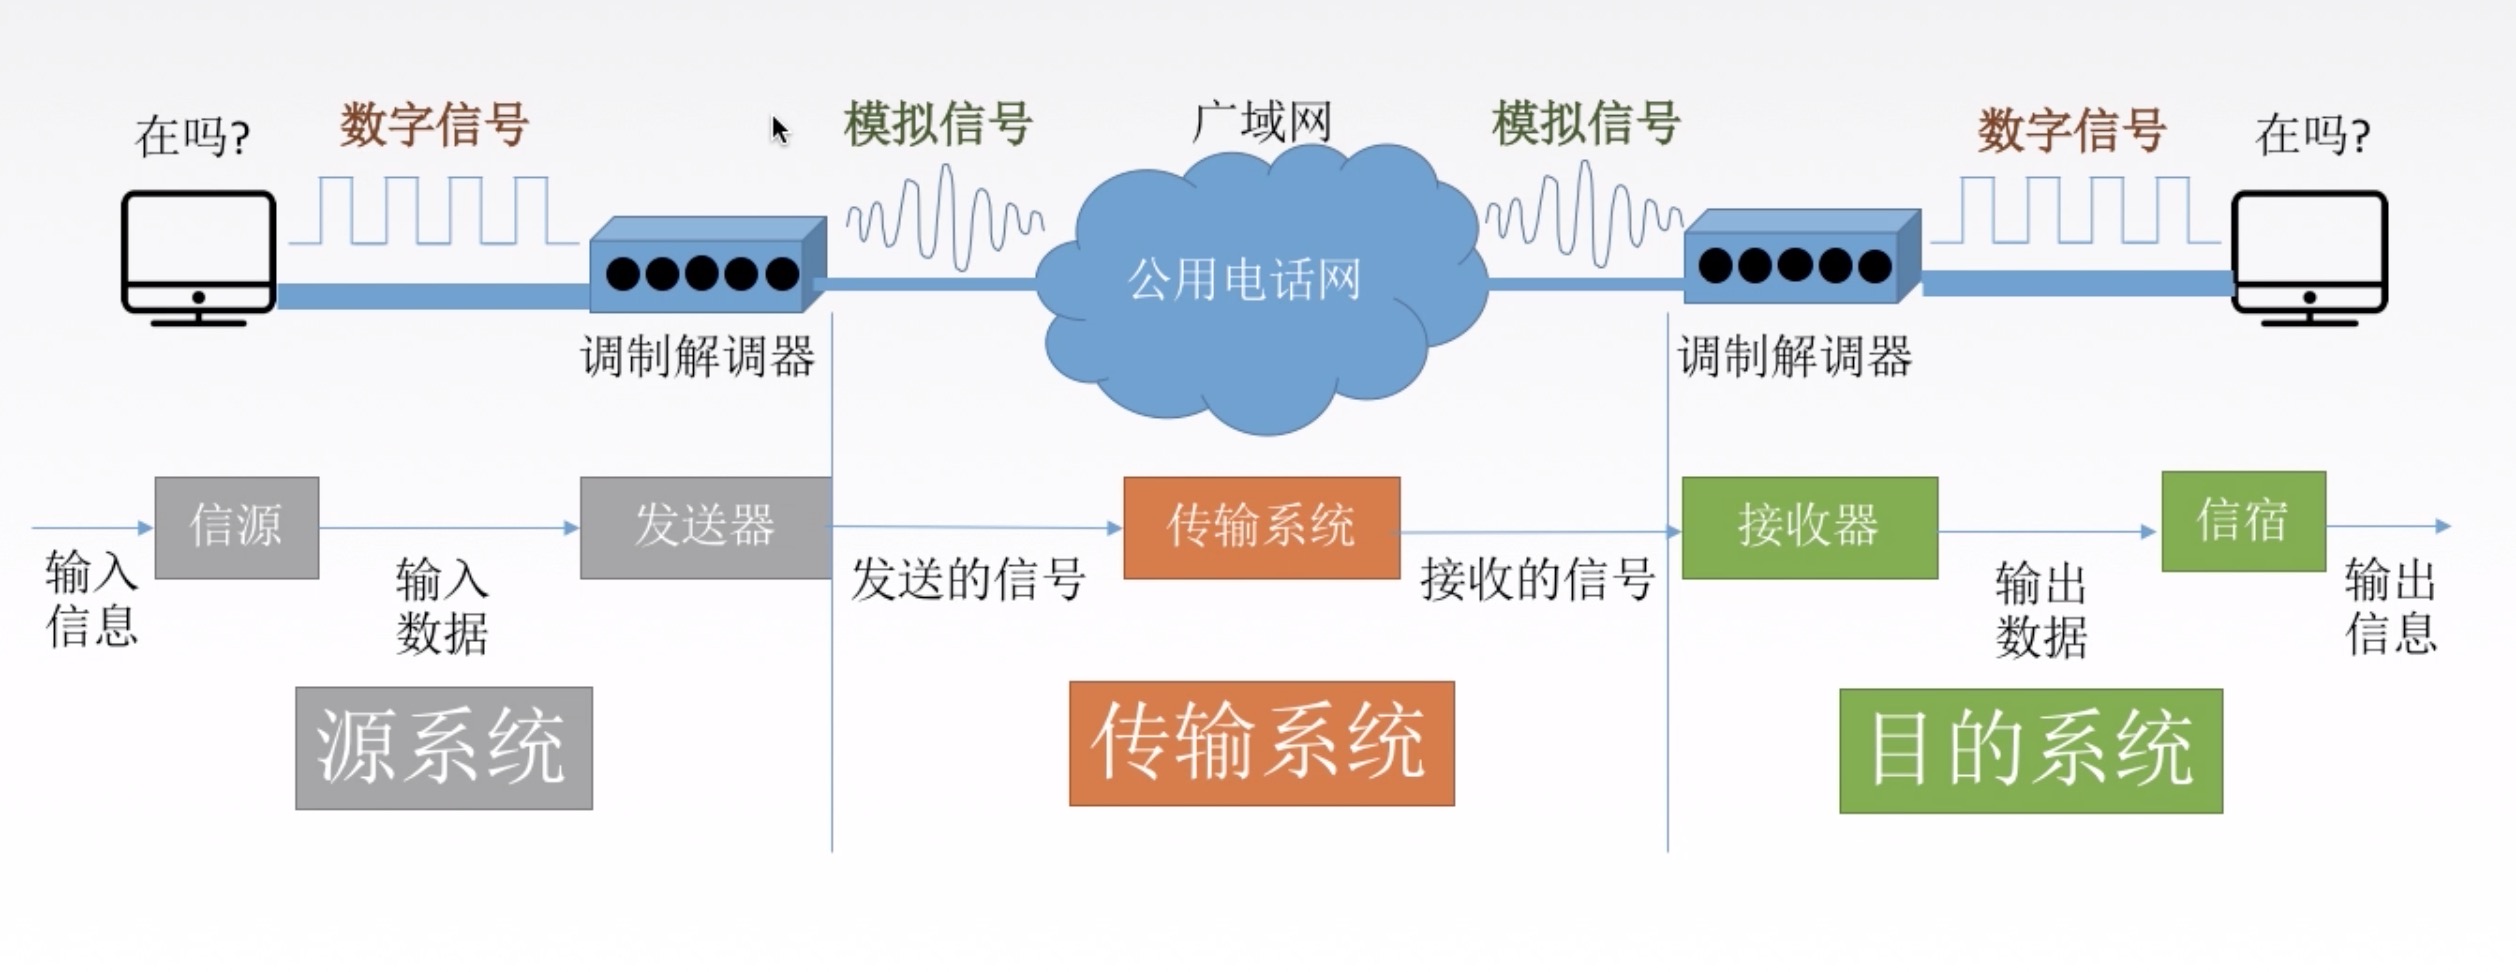 在吗?
数字信号
模拟信号
广域网
模拟信号
数字信号
在吗?
公用电话网
调制解调器
调制解调器
信源
发送器
传输系统
接收器
信宿
输入
信息
输入
数据
发送的信号
接收的信号
输出
数据
输出
信息
源系统
传输系统
目的系统